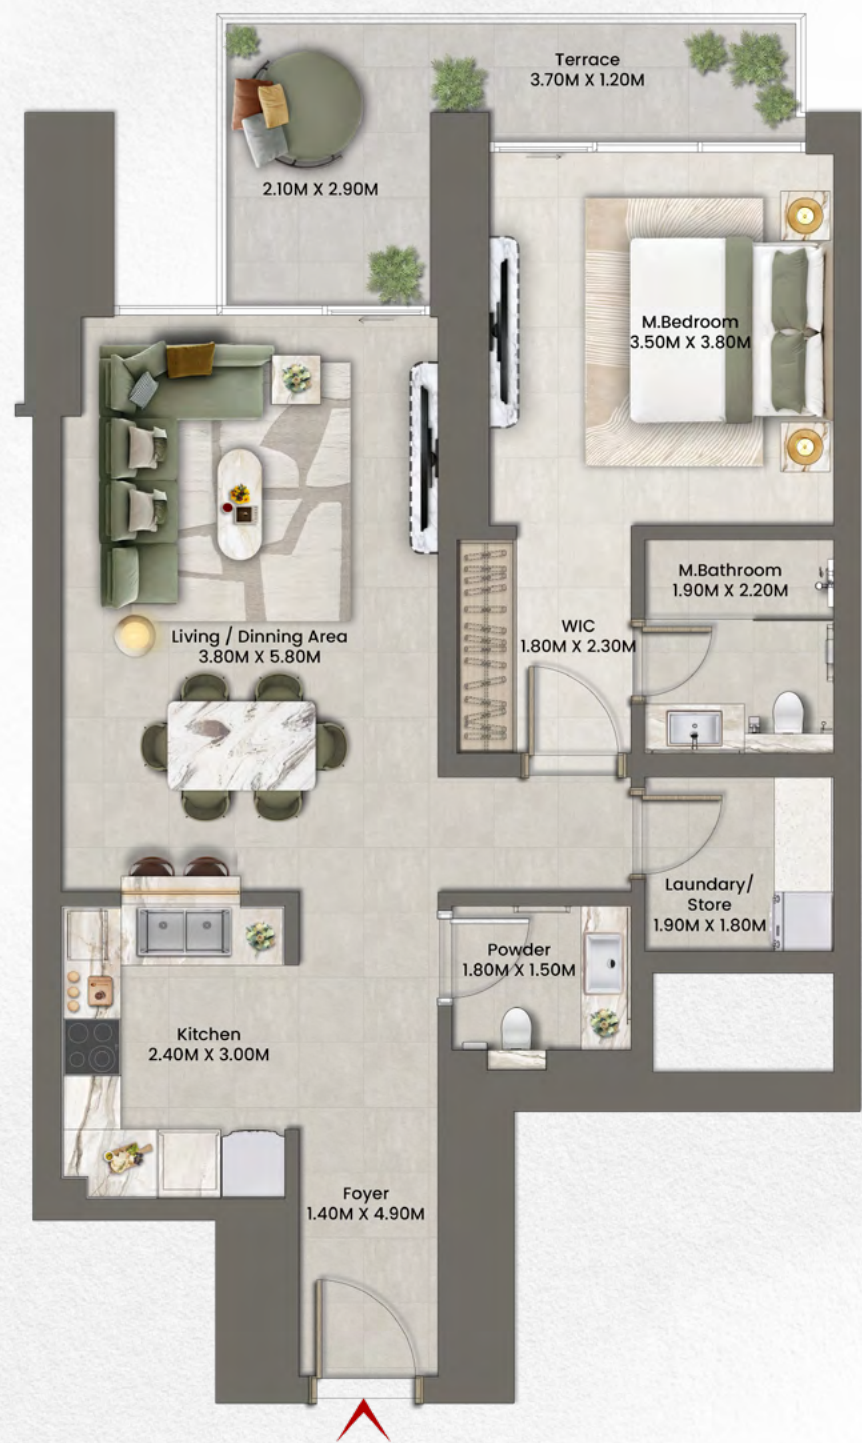 Terrace
3.70M X 1.20M
2.10M X 2.90M
M.Bedroom
3.50M X 3.80M
M.Bathroom
1.90M X 2.20M
WIC
1.80M X 2.30M
Living / Dinning Area
3.80M X 5.80M
Laundary/
Store
1.90M X 1.80M
Powder
1.80M X 1.50M
Kitchen
2.40M X 3.00M
Foyer
1.40M X 4.90M